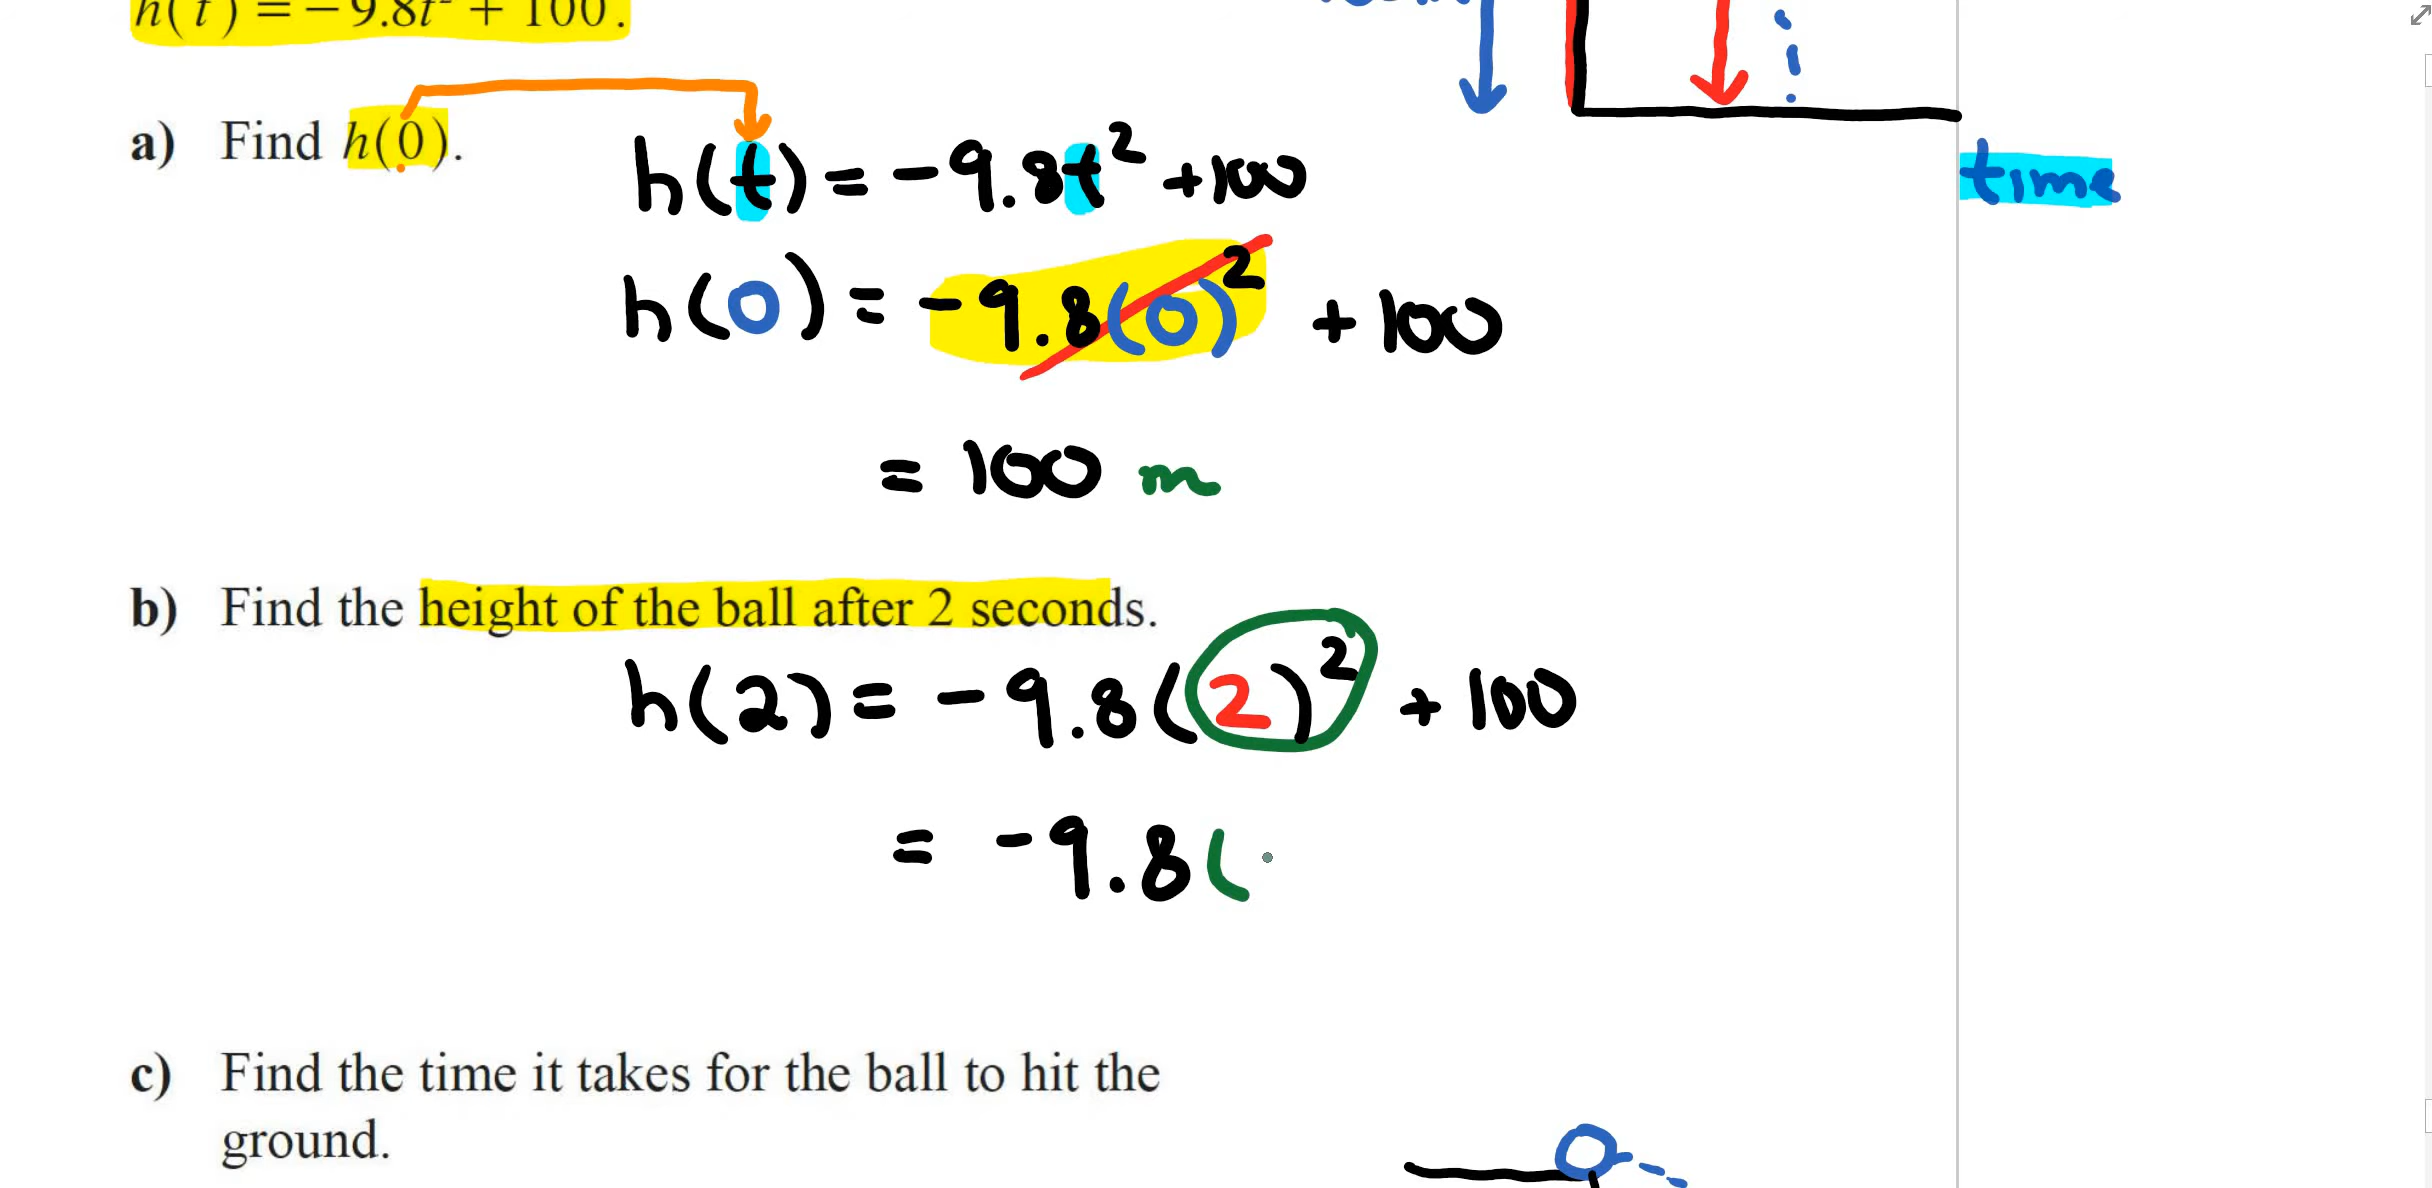 h(t) = −9.8t² + 100.
a) Find h(0).
h(t) = -9.8t² +100
time
h(0) = -9.8(0)² + 100
= 100 m
b) Find the height of the ball after 2 seconds.
h(2) = -9.8(2)² + 100
= -9.8(
c) Find the time it takes for the ball to hit the
ground.